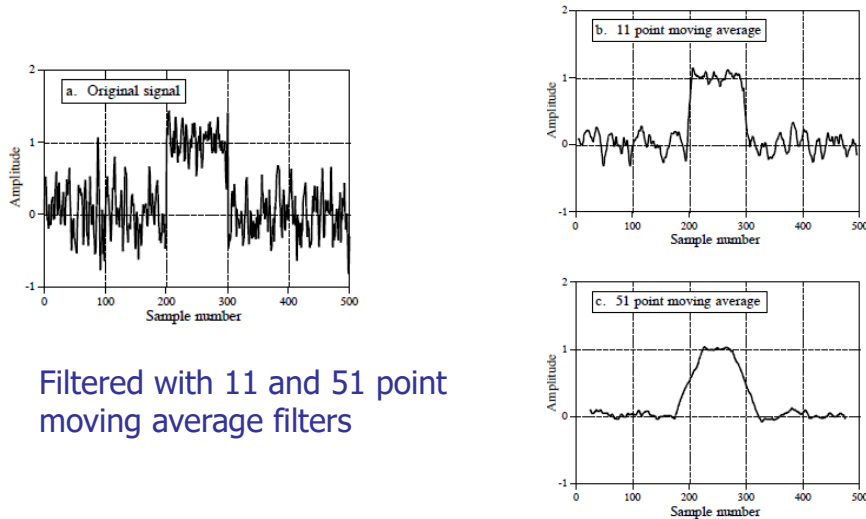 a. Original signal
2
1
0
-1
Amplitude
0 100 200 300 400 500
Sample number
Filtered with 11 and 51 point
moving average filters
b. 11 point moving average
2
1
0
-1
Amplitude
0 100 200 300 400 500
Sample number
c. 51 point moving average
2
1
0
-1
Amplitude
0 100 200 300 400 500
Sample number